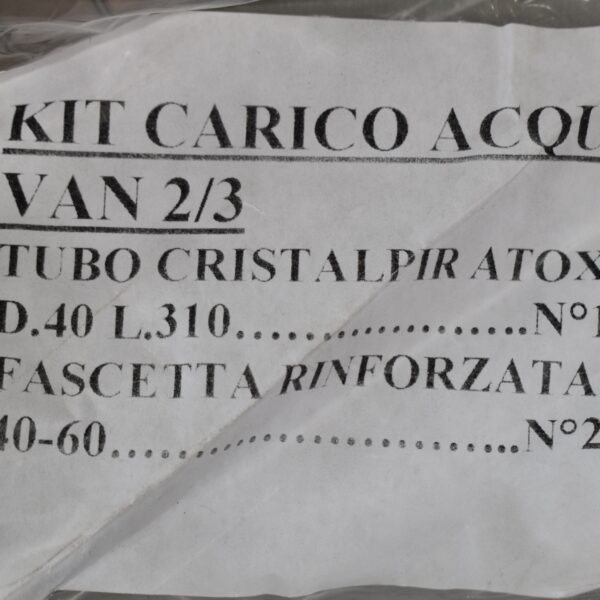 KIT CARICO ACQU
VAN 2/3
TUBO CRISTALPIR ATOX
D.40 L.310..............................N°1
FASCETTA RINFORZATA
40-60..............................N°2